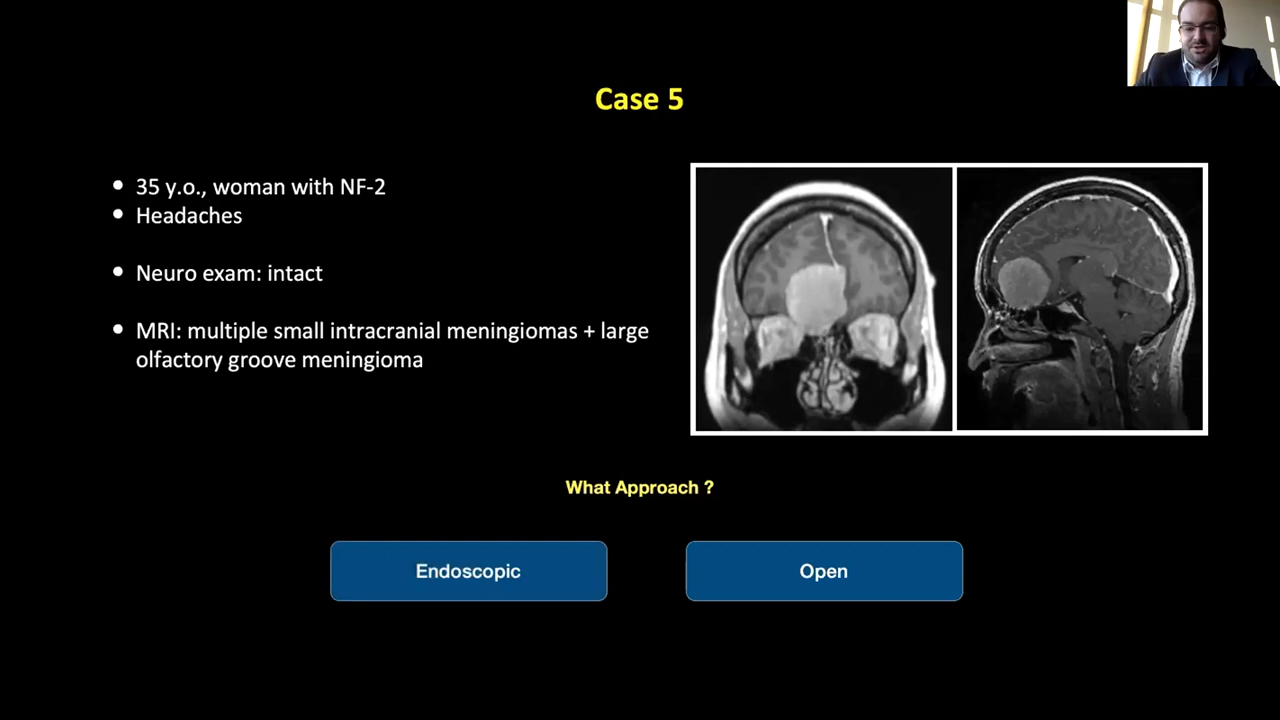 Case 5
• 35 y.o., woman with NF-2
• Headaches
• Neuro exam: intact
• MRI: multiple small intracranial meningiomas + large
olfactory groove meningioma
What Approach ?
Endoscopic
Open